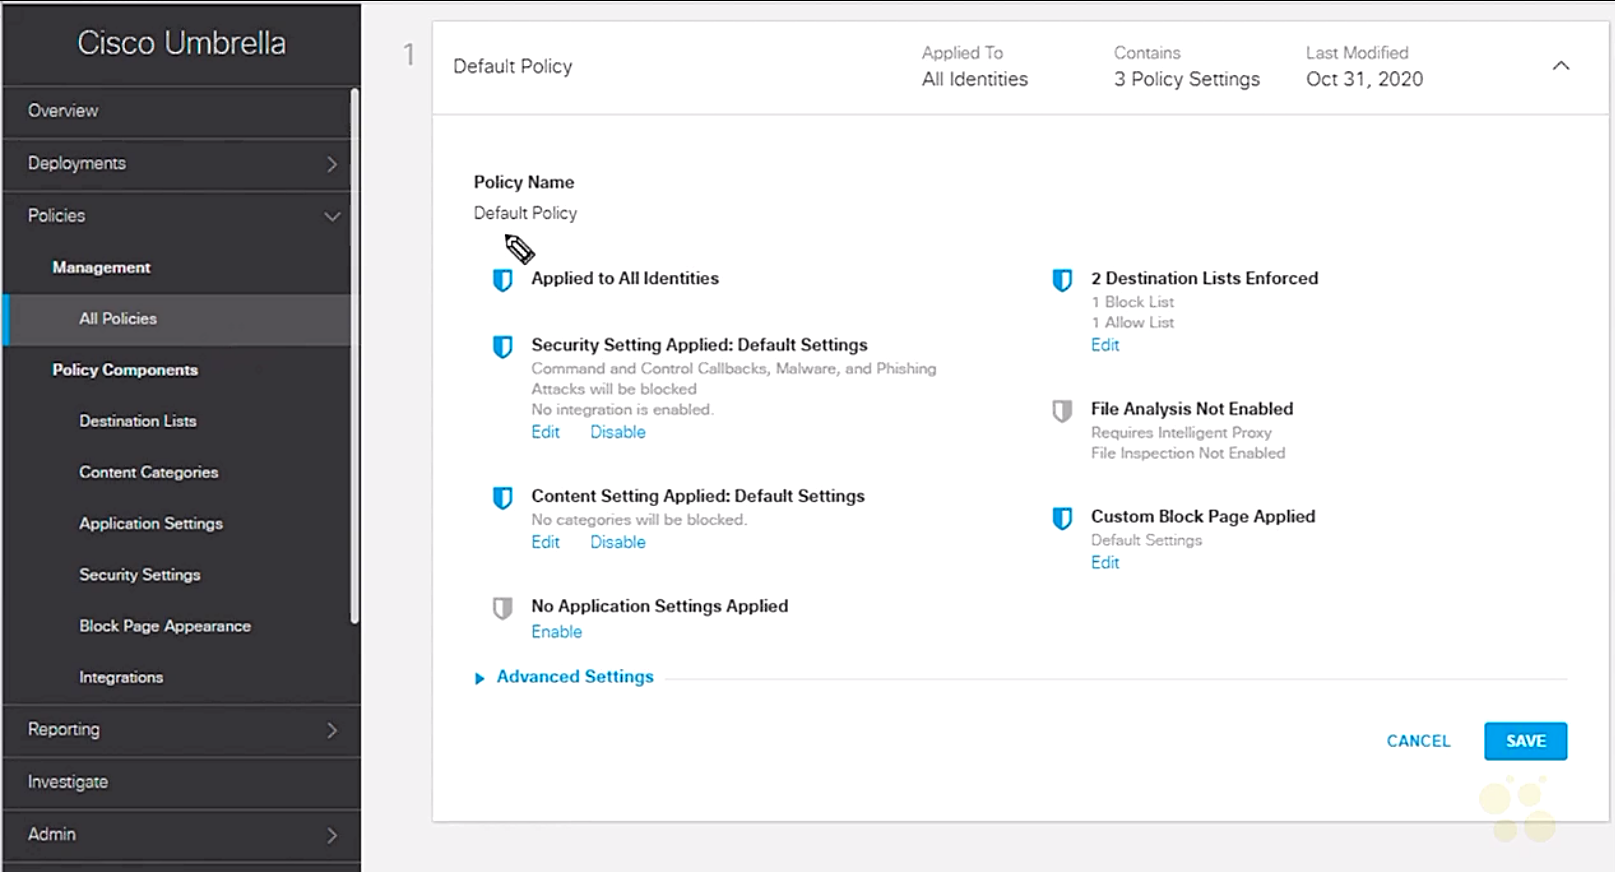 Cisco Umbrella
Overview
Deployments
Policies
Management
All Policies
Policy Components
Destination Lists
Content Categories
Application Settings
Security Settings
Block Page Appearance
Integrations
Reporting
Investigate
Admin
1
Default Policy
Applied To
All Identities
Contains
3 Policy Settings
Last Modified
Oct 31, 2020
Policy Name
Default Policy
Applied to All Identities
Security Setting Applied: Default Settings
Command and Control Callbacks, Malware, and Phishing
Attacks will be blocked
No integration is enabled.
Edit Disable
Content Setting Applied: Default Settings
No categories will be blocked.
Edit Disable
No Application Settings Applied
Enable
2 Destination Lists Enforced
1 Block List
1 Allow List
Edit
File Analysis Not Enabled
Requires Intelligent Proxy
File Inspection Not Enabled
Custom Block Page Applied
Default Settings
Edit
Advanced Settings
CANCEL SAVE